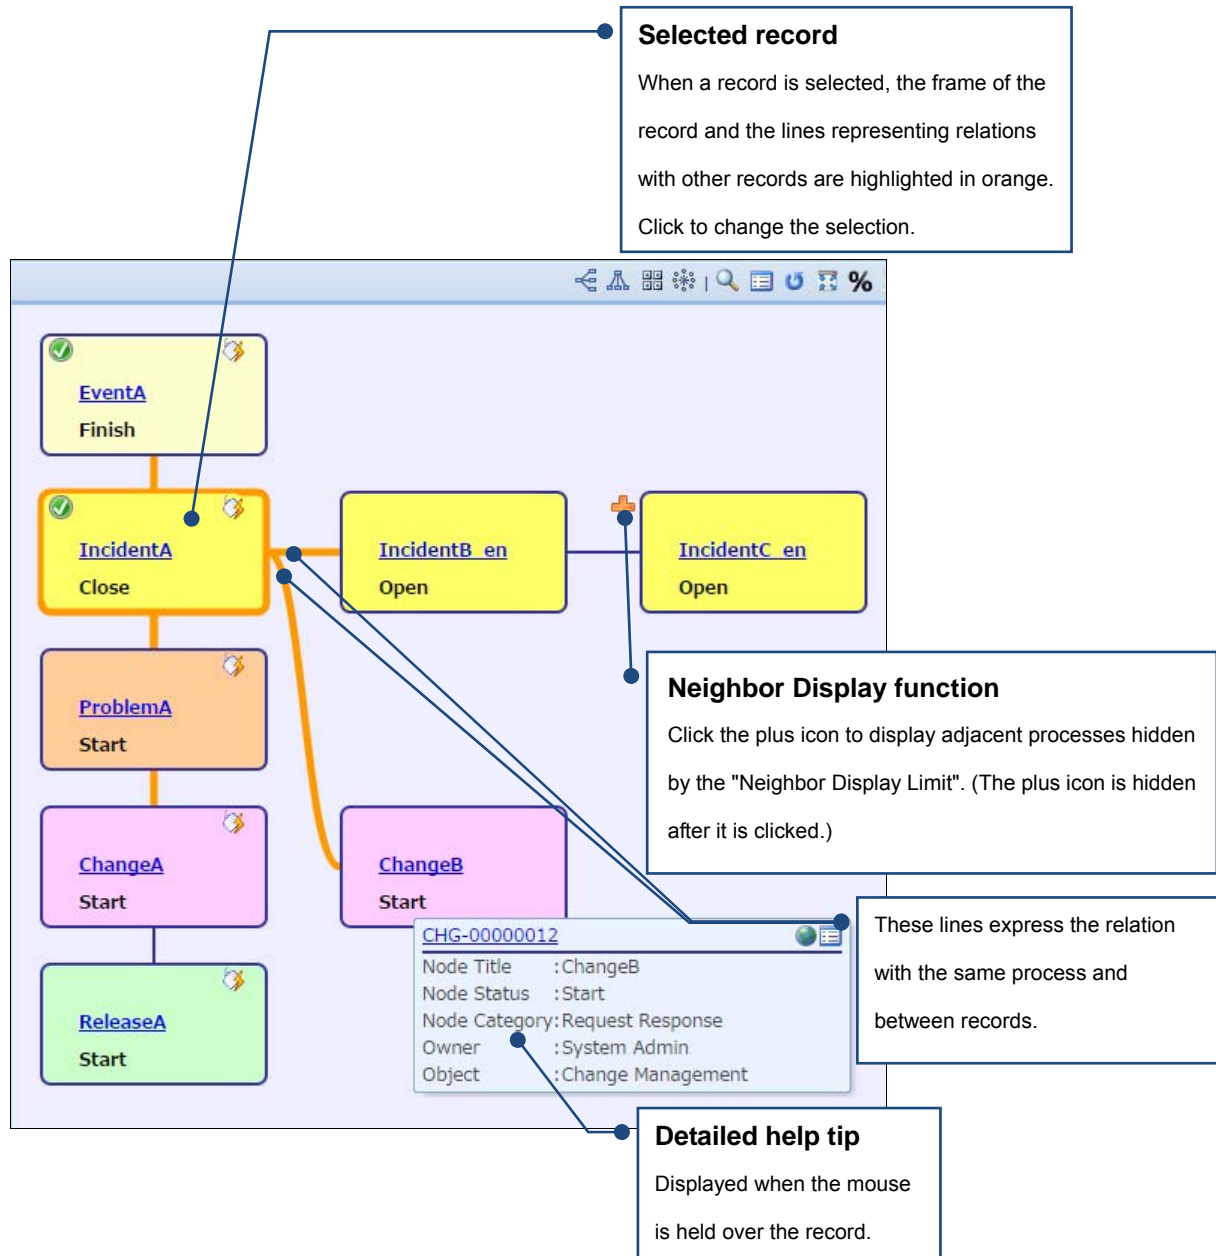 Selected record
When a record is selected, the frame of the
record and the lines representing relations
with other records are highlighted in orange.
Click to change the selection.
%
EventA
Finish
IncidentA
Close
IncidentB_en
Open
IncidentC_en
Open
ProblemA
Start
Neighbor Display function
Click the plus icon to display adjacent processes hidden
by the "Neighbor Display Limit". (The plus icon is hidden
after it is clicked.)
ChangeA
Start
ChangeB
Start
CHG-00000012
Node Title :ChangeB
Node Status :Start
Node Category:Request Response
Owner :System Admin
Object :Change Management
These lines express the relation
with the same process and
between records.
ReleaseA
Start
Detailed help tip
Displayed when the mouse
is held over the record.